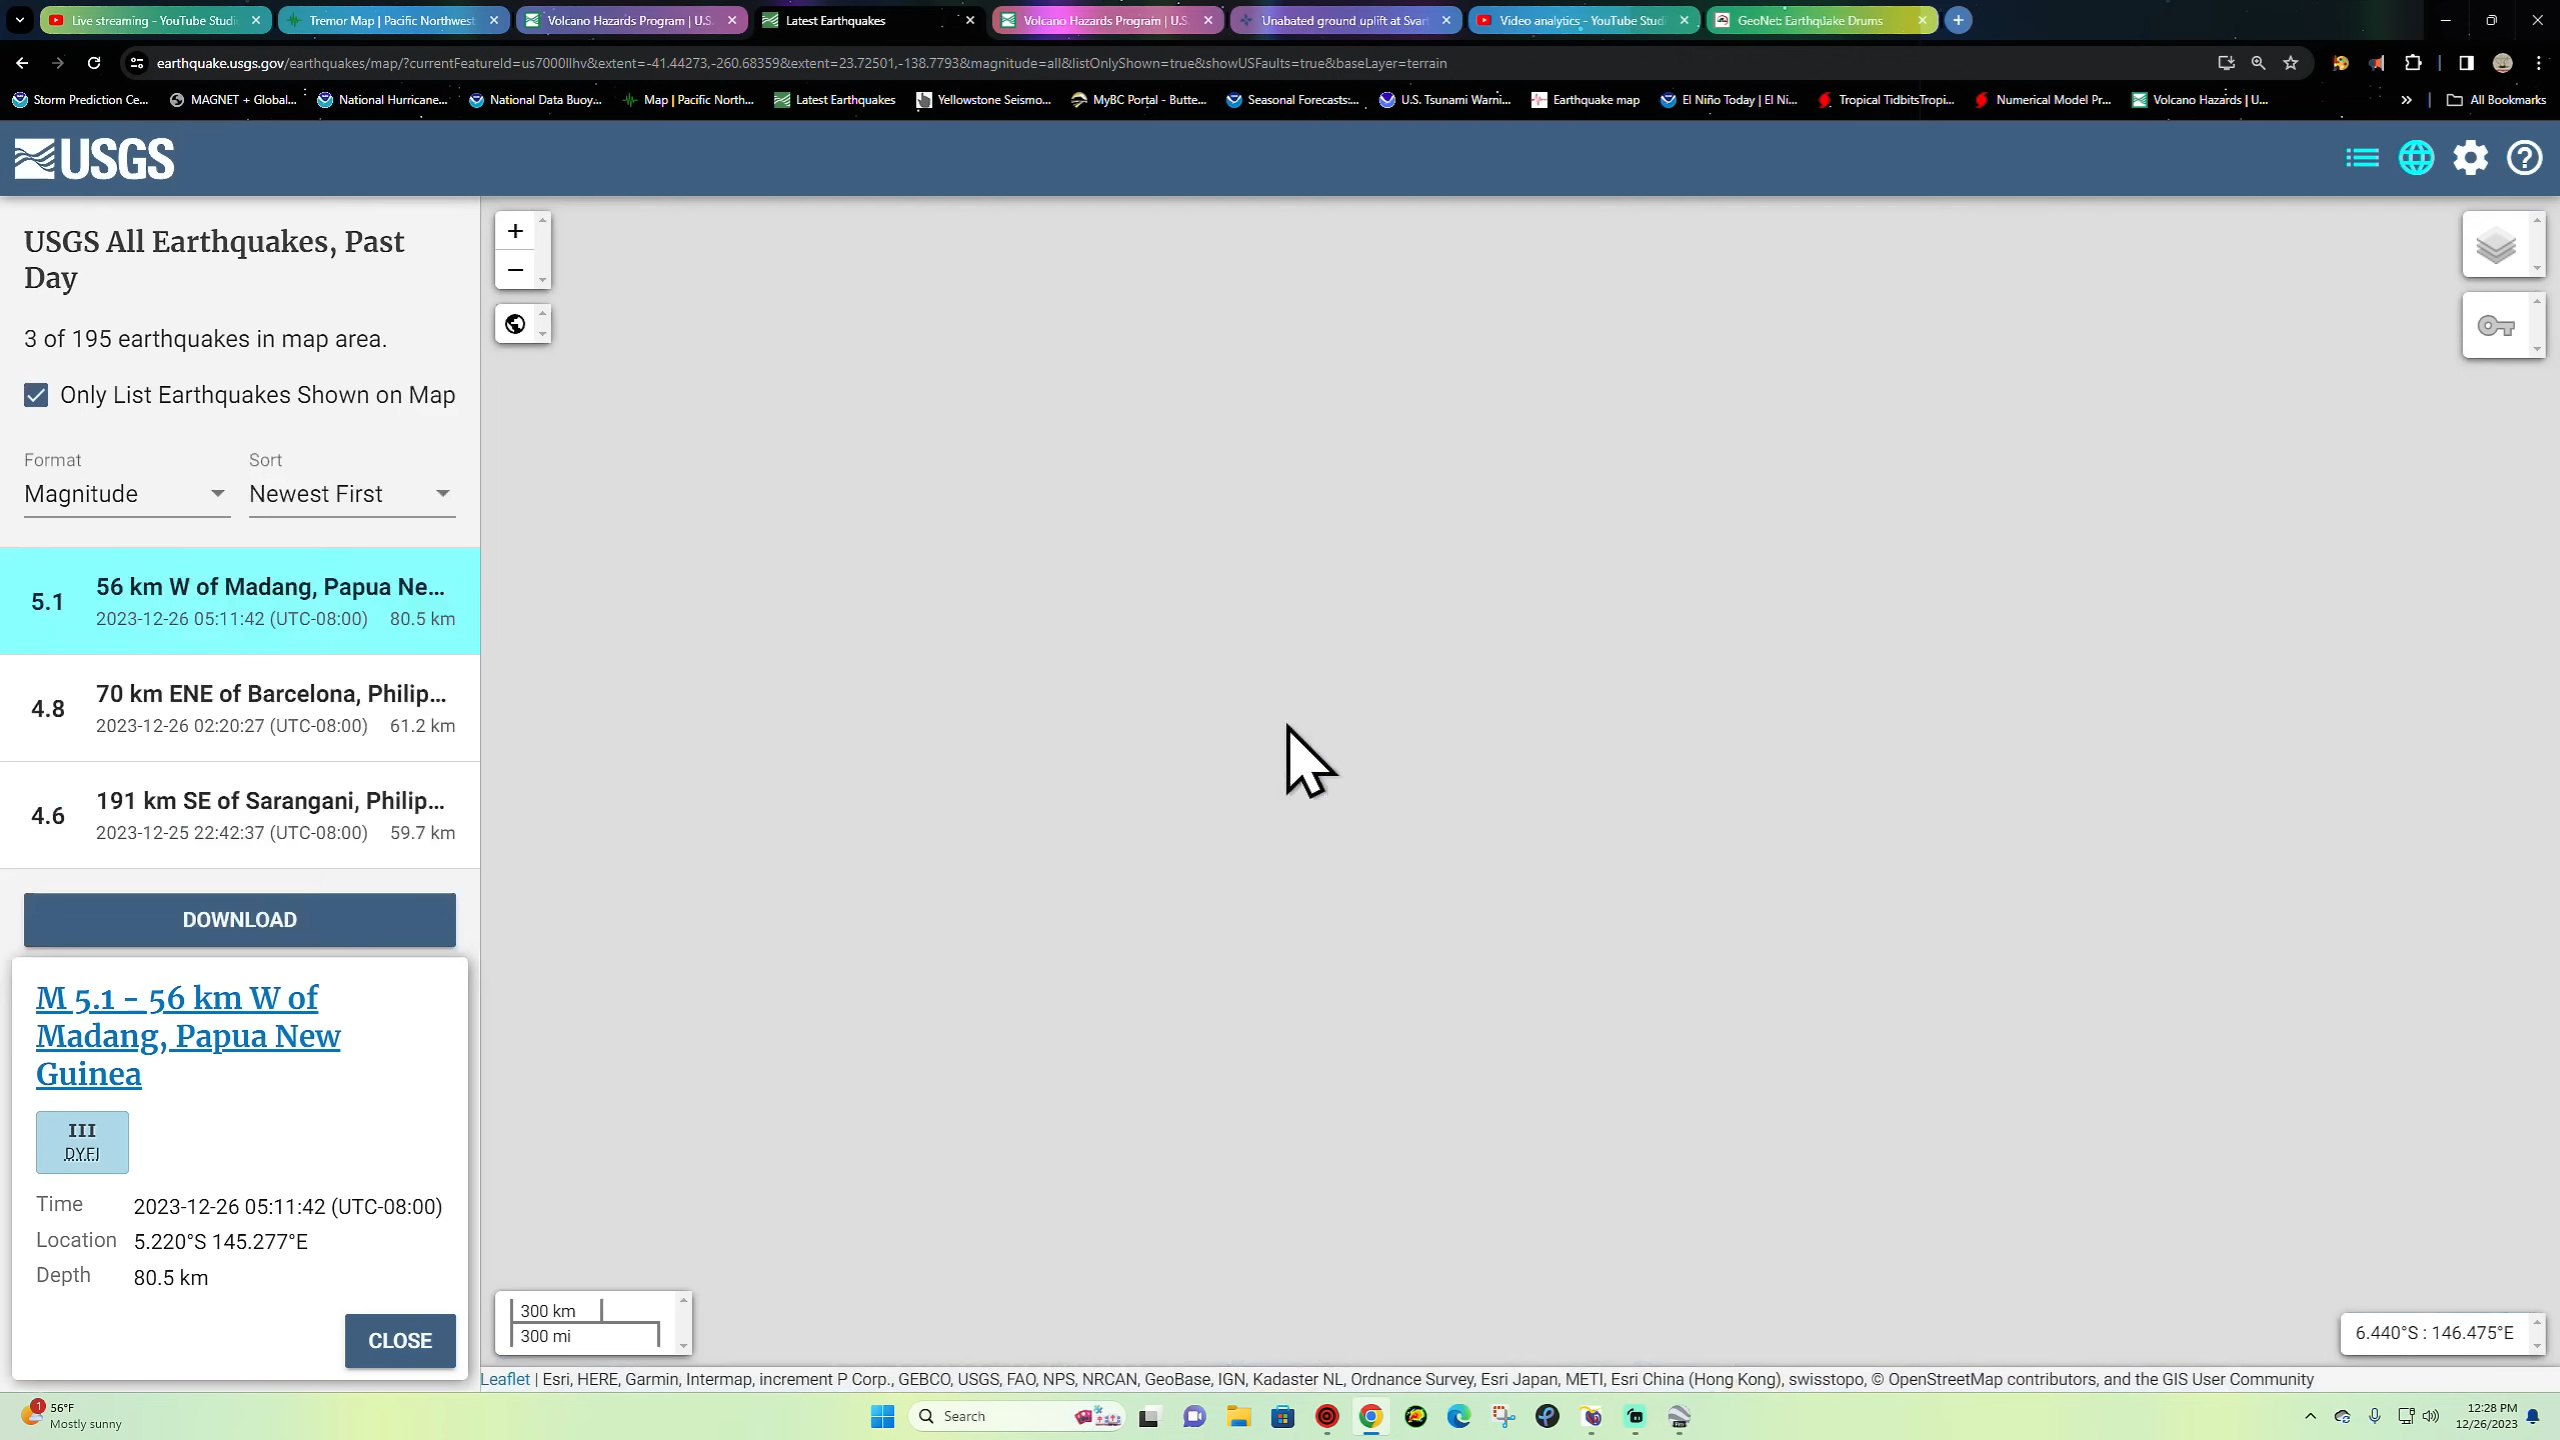 Live streaming - YouTube Studi
Tremor Map | Pacific Northwest
Volcano Hazards Program | U.S.
Latest Earthquakes
Volcano Hazards Program | U.S
Unabated ground uplift at Svart
Video analytics - YouTube Studi
GeoNet: Earthquake Drums
earthquake.usgs.gov/earthquakes/map/?currentFeatureId=us7000llhv&extent=-41.44273,-260.68359&extent=23.72501,-138.7793&magnitude=all&listOnlyShown=true&showUSFaults=true&baseLayer=terrain
Storm Prediction Ce...
MAGNET + Global...
National Hurricane...
National Data Buoy...
Map | Pacific North...
Latest Earthquakes
Yellowstone Seismo...
MyBC Portal - Butte...
Seasonal Forecasts:...
U.S. Tsunami Warni...
Earthquake map
El Niño Today | El Ni...
Tropical TidbitsTropi...
Numerical Model Pr...
Volcano Hazards | U...
» All Bookmarks
USGS
USGS All Earthquakes, Past
Day
3 of 195 earthquakes in map area.
Only List Earthquakes Shown on Map
Format Sort
Magnitude Newest First
5.1 56 km W of Madang, Papua Ne...
2023-12-26 05:11:42 (UTC-08:00) 80.5 km
4.8 70 km ENE of Barcelona, Philip...
2023-12-26 02:20:27 (UTC-08:00) 61.2 km
4.6 191 km SE of Sarangani, Philip...
2023-12-25 22:42:37 (UTC-08:00) 59.7 km
DOWNLOAD
M 5.1 - 56 km W of
Madang, Papua New
Guinea
III
DYFI
Time 2023-12-26 05:11:42 (UTC-08:00)
Location 5.220°S 145.277°E
Depth 80.5 km
CLOSE
+
−
300 km
300 mi
6.440°S : 146.475°E
Leaflet | Esri, HERE, Garmin, Intermap, increment P Corp., GEBCO, USGS, FAO, NPS, NRCAN, GeoBase, IGN, Kadaster NL, Ordnance Survey, Esri Japan, METI, Esri China (Hong Kong), swisstopo, © OpenStreetMap contributors, and the GIS User Community
1
56°F
Mostly sunny
Search
12:28 PM
12/26/2023